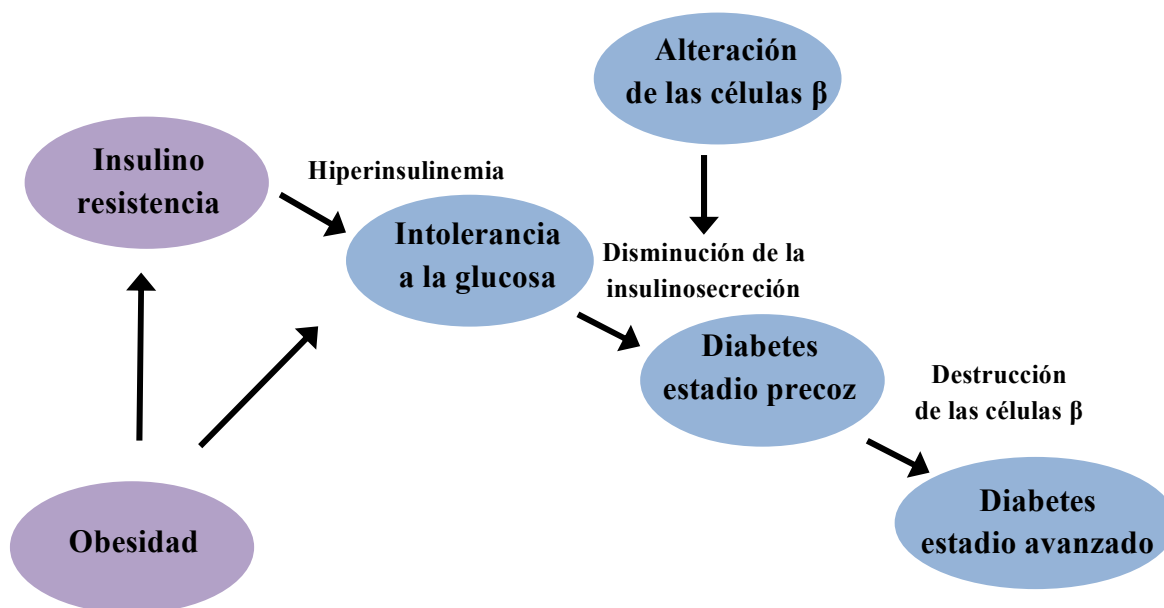 Alteración
de las células β
Insulino
resistencia
Hiperinsulinemia
Intolerancia
a la glucosa
Disminución de la
insulinosecreción
Diabetes
estadio precoz
Destrucción
de las células β
Obesidad
Diabetes
estadio avanzado